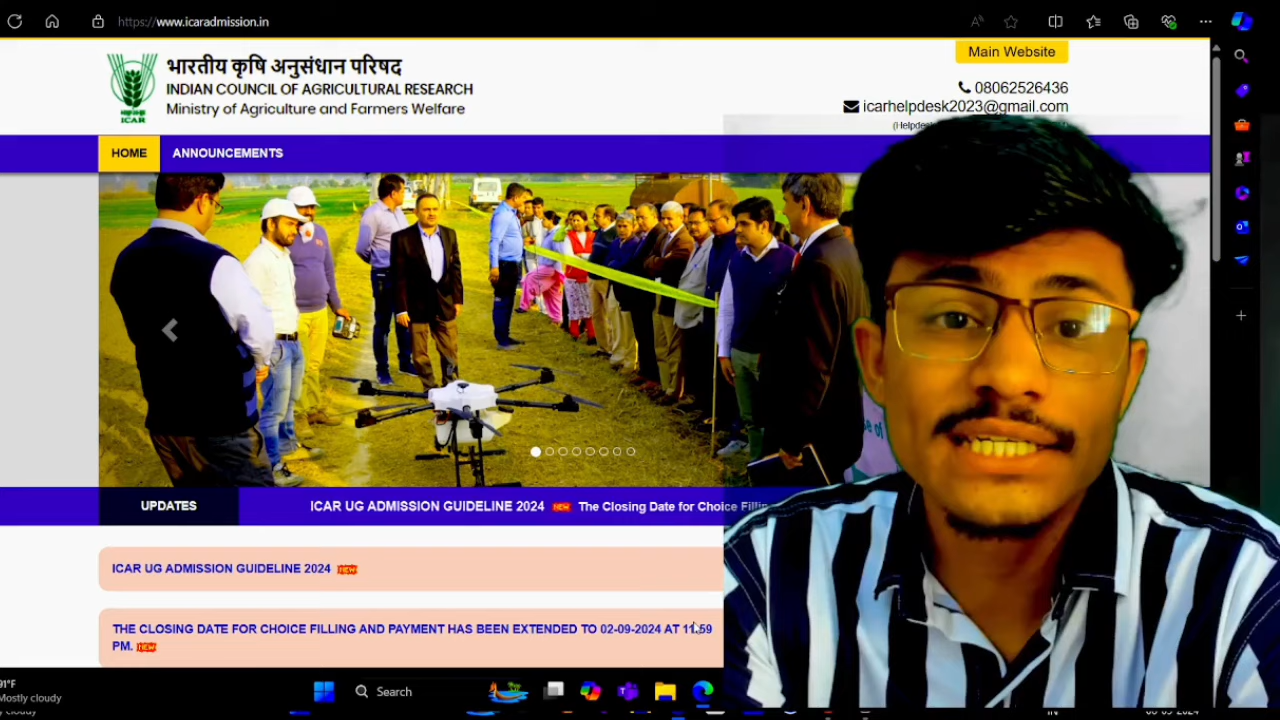 https://www.icaradmission.in
Main Website
भारतीय कृषि अनुसंधान परिषद
INDIAN COUNCIL OF AGRICULTURAL RESEARCH
Ministry of Agriculture and Farmers Welfare
08062526436
icarhelpdesk2023@gmail.com
(Helpdesk
ICAR
HOME
ANNOUNCEMENTS
UPDATES
ICAR UG ADMISSION GUIDELINE 2024
NEW
The Closing Date for Choice Fillin
ICAR UG ADMISSION GUIDELINE 2024 NEW
THE CLOSING DATE FOR CHOICE FILLING AND PAYMENT HAS BEEN EXTENDED TO 02-09-2024 AT 11:59
PM. NEW
91°F
Mostly cloudy
Search